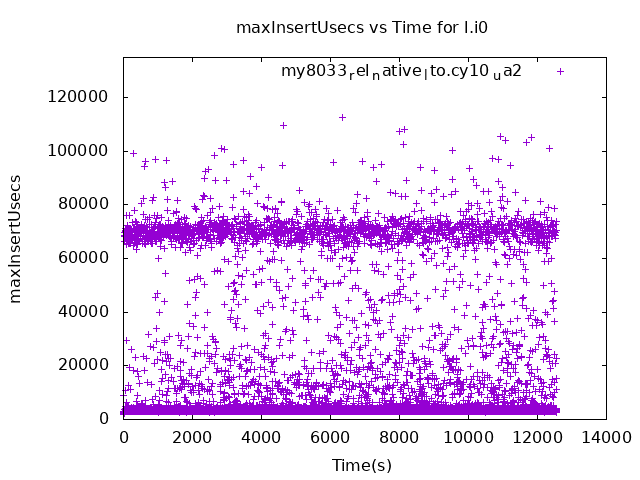 maxInsertUsecs vs Time for l.i0
my8033_rel_native_lto.cy10_ua2
maxInsertUsecs
120000
100000
80000
60000
40000
20000
0
0 2000 4000 6000 8000 10000 12000 14000
Time(s)